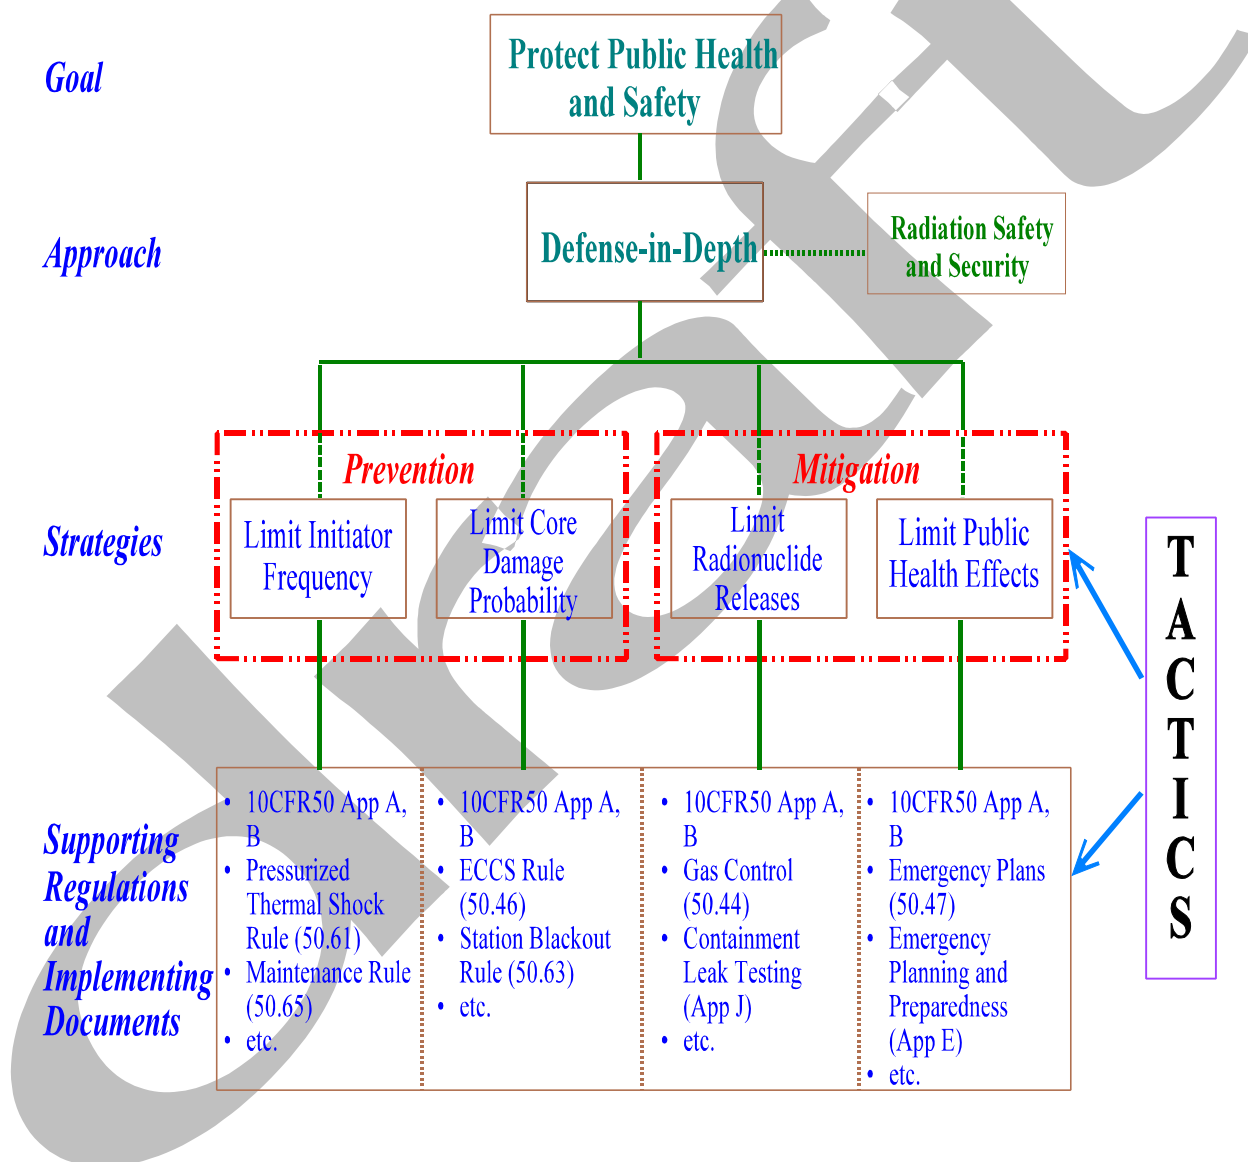 Goal
Protect Public Health
and Safety
Approach
Defense-in-Depth
Radiation Safety
and Security
Prevention
Mitigation
Strategies
Limit Initiator
Frequency
Limit Core
Damage
Probability
Limit
Radionuclide
Releases
Limit Public
Health Effects
TACTICS
Supporting
Regulations
and
Implementing
Documents
• 10CFR50 App A,
B
• Pressurized
Thermal Shock
Rule (50.61)
• Maintenance Rule
(50.65)
• etc.
• 10CFR50 App A,
B
• ECCS Rule
(50.46)
• Station Blackout
Rule (50.63)
• etc.
• 10CFR50 App A,
B
• Gas Control
(50.44)
• Containment
Leak Testing
(App J)
• etc.
• 10CFR50 App A,
B
• Emergency Plans
(50.47)
• Emergency
Planning and
Preparedness
(App E)
• etc.
draft